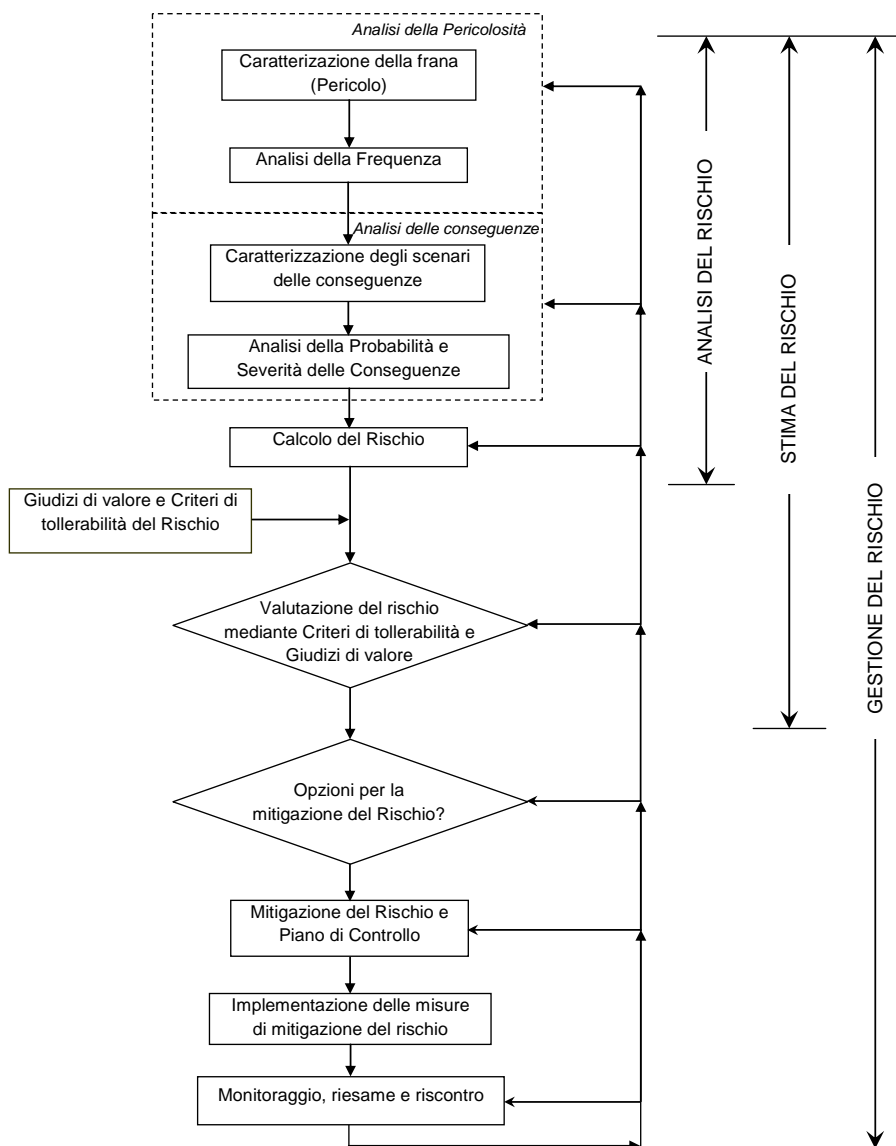 Analisi della Pericolosità
Caratterizazione della frana
(Pericolo)
Analisi della Frequenza
Analisi delle conseguenze
Caratterizzazione degli scenari
delle conseguenze
Analisi della Probabilità e
Severità delle Conseguenze
Calcolo del Rischio
Giudizi di valore e Criteri di
tollerabilità del Rischio
Valutazione del rischio
mediante Criteri di tollerabilità e
Giudizi di valore
Opzioni per la
mitigazione del Rischio?
Mitigazione del Rischio e
Piano di Controllo
Implementazione delle misure
di mitigazione del rischio
Monitoraggio, riesame e riscontro
ANALISI DEL RISCHIO
STIMA DEL RISCHIO
GESTIONE DEL RISCHIO